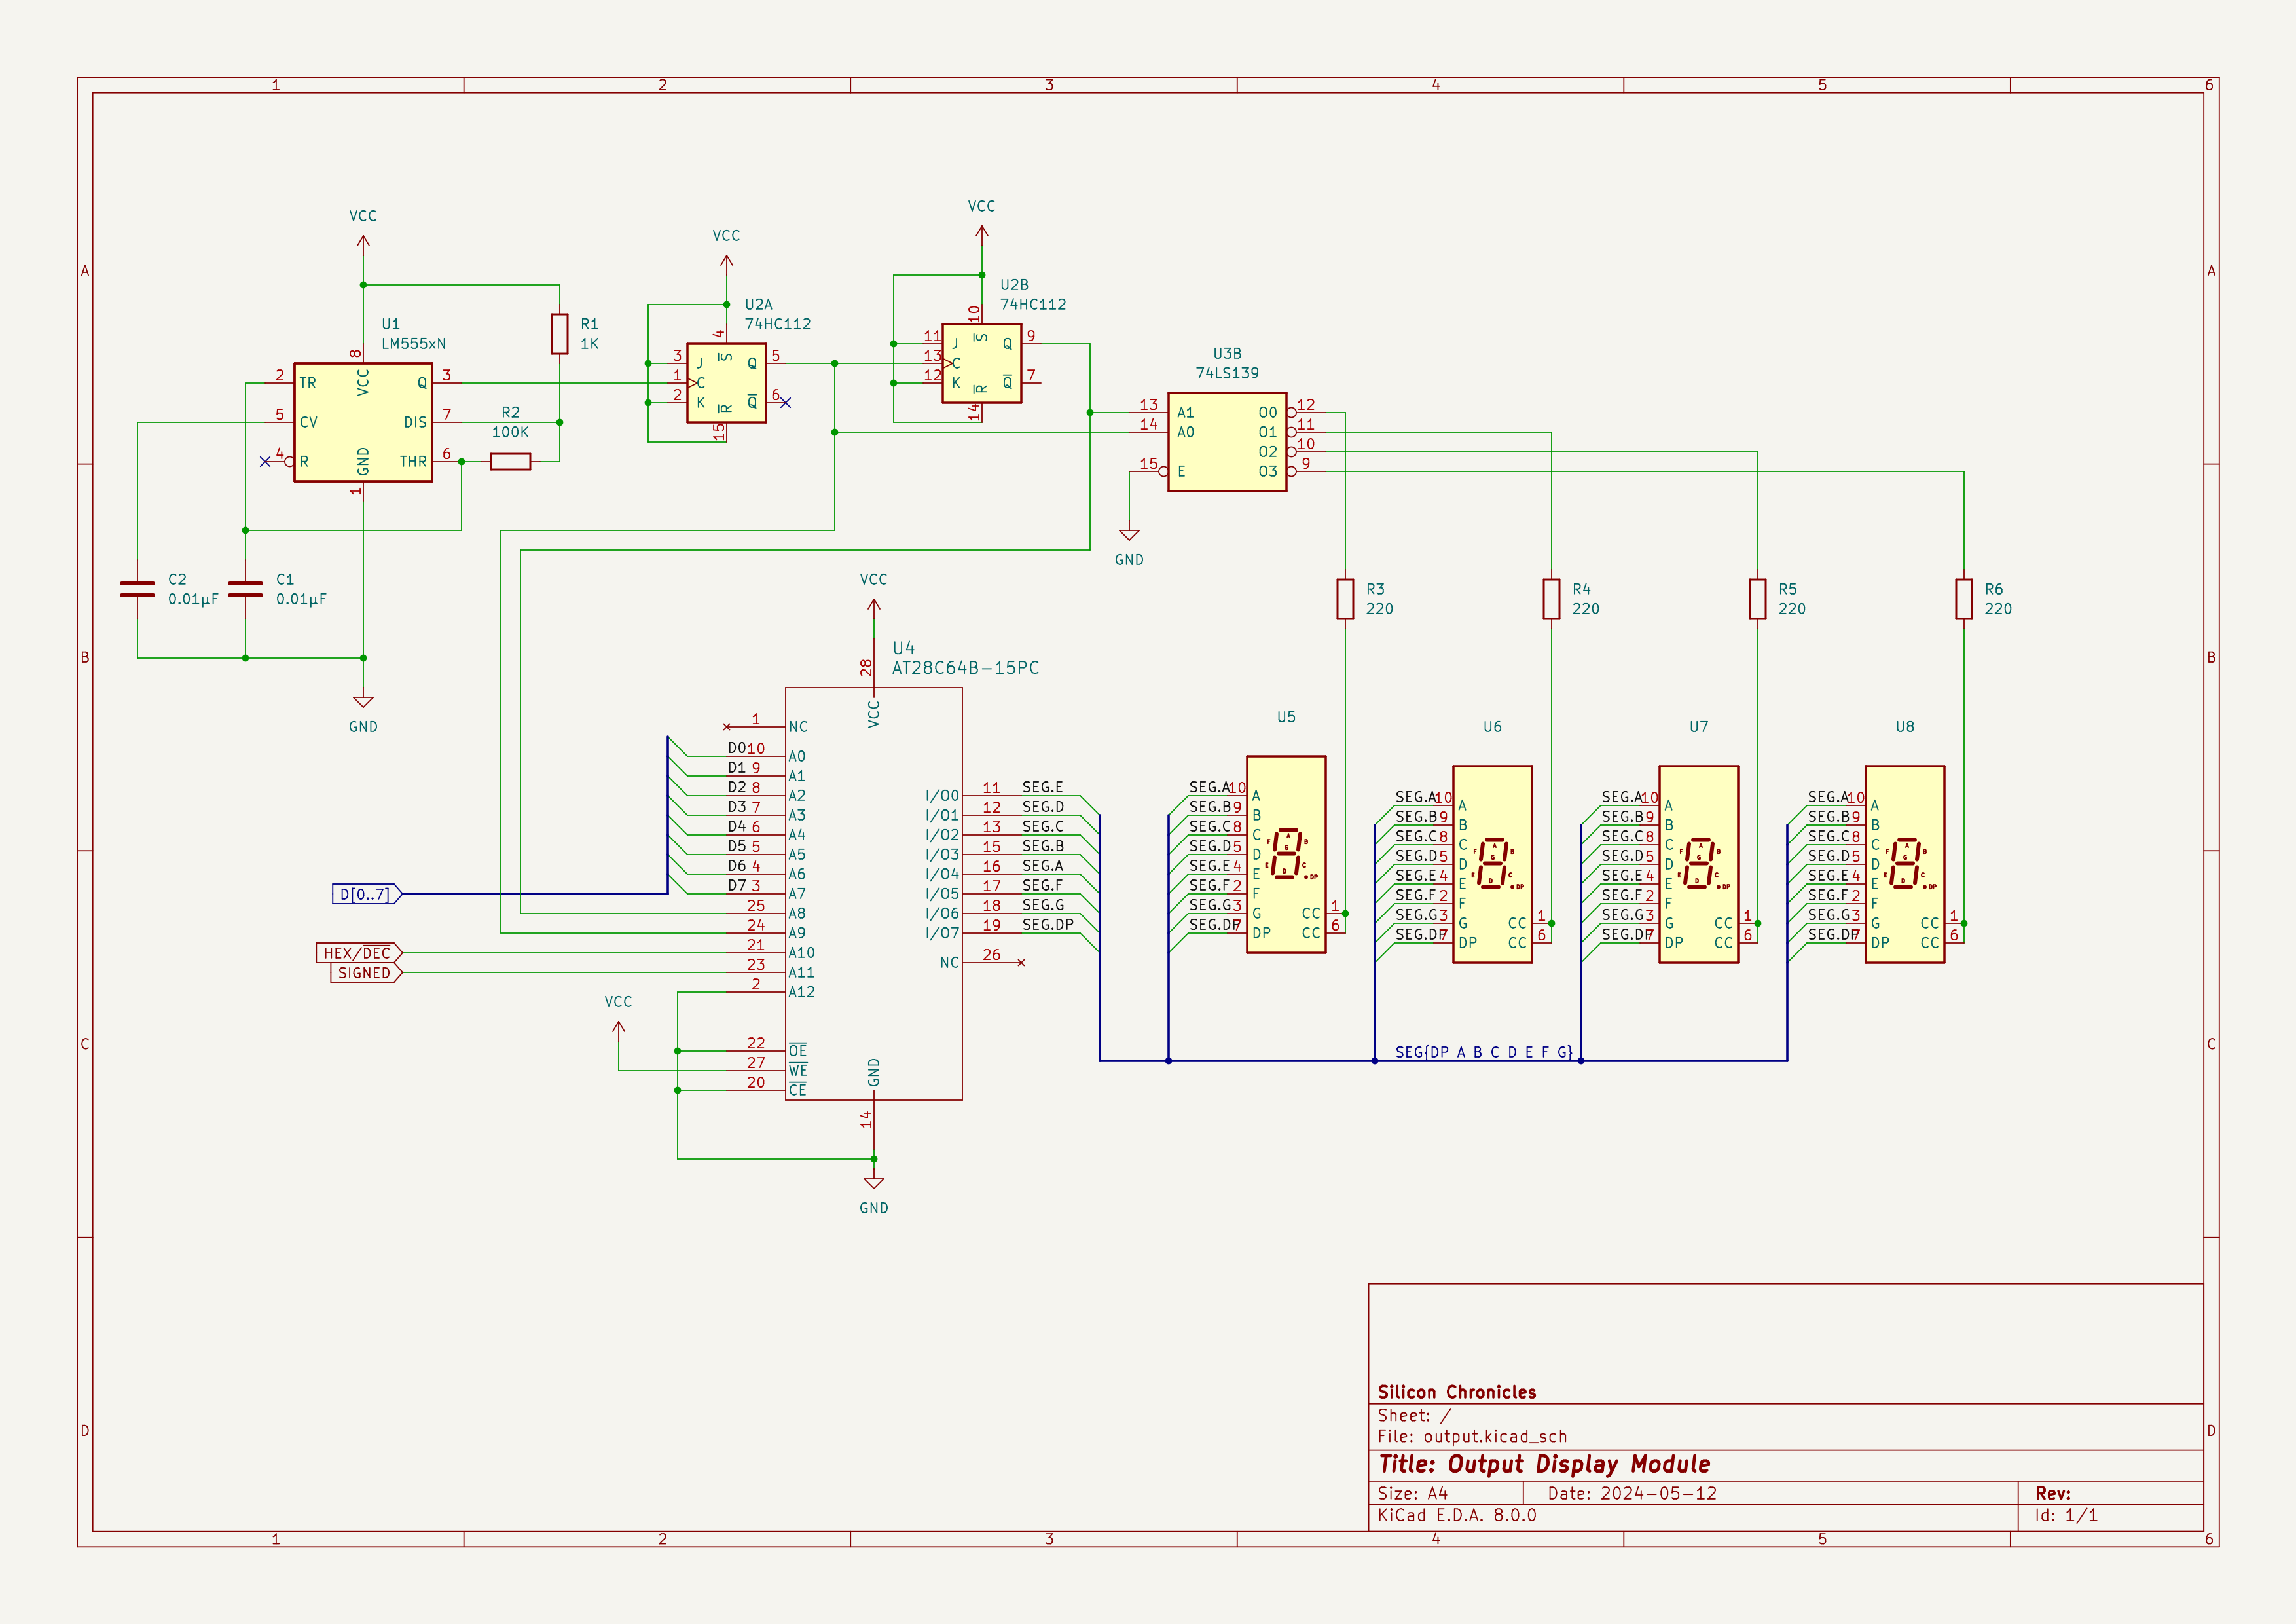 1 2 3 4 5 6
A
B
C
D
A
B
C
D
1 2 3 4 5 6
VCC
U1
LM555xN
2 TR
5 CV
4 R
8 VCC
GND 1
Q 3
DIS 7
THR 6
R1
1K
R2
100K
C2
0.01µF
C1
0.01µF
GND
VCC
U2A
74HC112
3 J
1 C
2 K
4 S
R 15
Q 5
Q 6
VCC
U2B
74HC112
11 J
13 C
12 K
10 S
R 14
Q 9
Q 7
U3B
74LS139
13 A1 O0 12
14 A0 O1 11
O2 10
15 E O3 9
GND
R3
220
R4
220
R5
220
R6
220
VCC
U4
AT28C64B-15PC
28 VCC
1 NC
D0 10 A0
D1 9 A1
D2 8 A2
D3 7 A3
D4 6 A4
D5 5 A5
D6 4 A6
D7 3 A7
25 A8
24 A9
21 A10
23 A11
2 A12
22 OE
27 WE
20 CE
GND 14
GND
VCC
D[0..7]
HEX/DEC
SIGNED
I/O0 11 SEG.E
I/O1 12 SEG.D
I/O2 13 SEG.C
I/O3 15 SEG.B
I/O4 16 SEG.A
I/O5 17 SEG.F
I/O6 18 SEG.G
I/O7 19 SEG.DP
NC 26
U5
SEG.A 10 A
SEG.B 9 B
SEG.C 8 C
SEG.D 5 D
SEG.E 4 E
SEG.F 2 F
SEG.G 3 G CC 1
SEG.DP 7 DP CC 6
A
F B
G
E C
D DP
U6
SEG.A 10 A
SEG.B 9 B
SEG.C 8 C
SEG.D 5 D
SEG.E 4 E
SEG.F 2 F
SEG.G 3 G CC 1
SEG.DP 7 DP CC 6
A
F B
G
E C
D DP
U7
SEG.A 10 A
SEG.B 9 B
SEG.C 8 C
SEG.D 5 D
SEG.E 4 E
SEG.F 2 F
SEG.G 3 G CC 1
SEG.DP 7 DP CC 6
A
F B
G
E C
D DP
U8
SEG.A 10 A
SEG.B 9 B
SEG.C 8 C
SEG.D 5 D
SEG.E 4 E
SEG.F 2 F
SEG.G 3 G CC 1
SEG.DP 7 DP CC 6
A
F B
G
E C
D DP
SEG{DP A B C D E F G}
Silicon Chronicles
Sheet: /
File: output.kicad_sch
Title: Output Display Module
Size: A4 Date: 2024-05-12 Rev:
KiCad E.D.A. 8.0.0 Id: 1/1